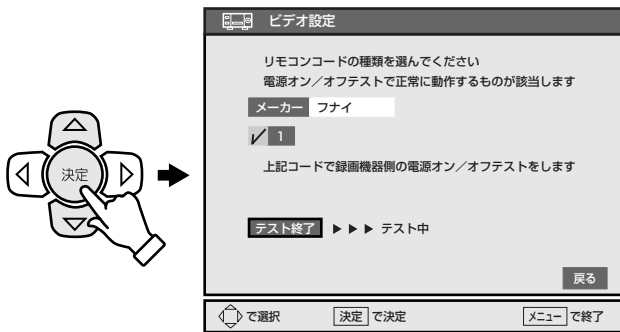 ビデオ設定
リモコンコードの種類を選んでください
電源オン／オフテストで正常に動作するものが該当します
メーカー フナイ
1
上記コードで録画機器側の電源オン／オフテストをします
決定
テスト終了 ▶ ▶ ▶ テスト中
戻る
で選択 決定 で決定 メニュー で終了